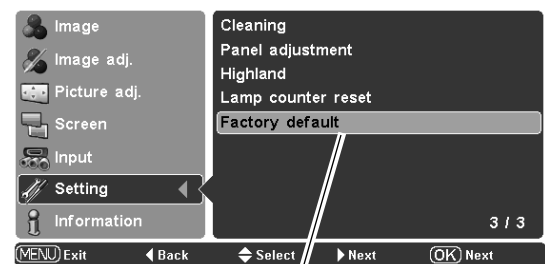 Image
Image adj.
Picture adj.
Screen
Input
Setting
Information
Cleaning
Panel adjustment
Highland
Lamp counter reset
Factory default
3 / 3
MENU Exit
Back
Select
Next
OK Next